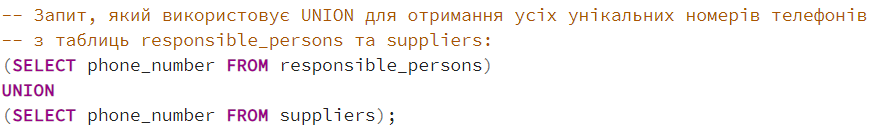 -- Запит, який використовує UNION для отримання усіх унікальних номерів телефонів
-- з таблиць responsible_persons та suppliers:
(SELECT phone_number FROM responsible_persons)
UNION
(SELECT phone_number FROM suppliers);